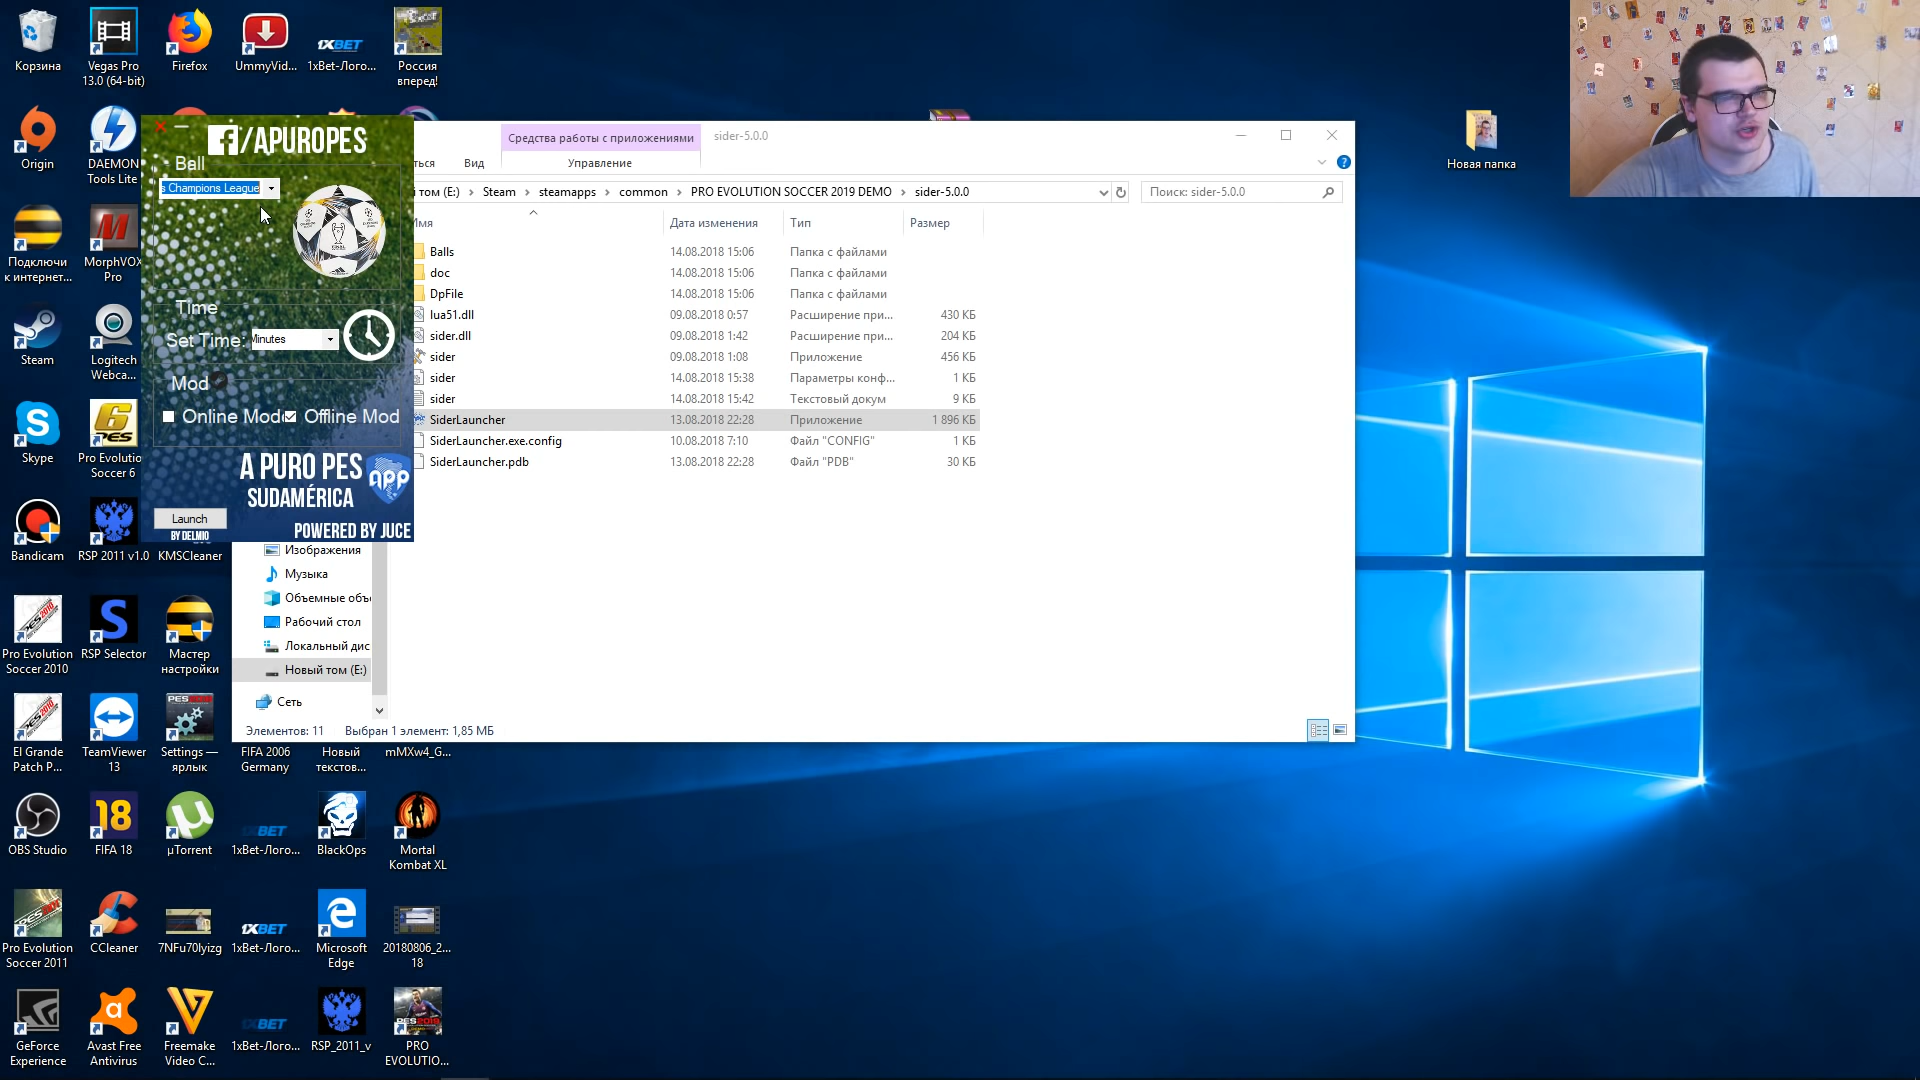 Корзина
Vegas Pro
13.0 (64-bit)
Firefox
UmmyVid...
1XBET
1xBet-Лого...
Россия
вперед!
Origin
DAEMON
Tools Lite
Новая папка
/APUROPES
Ball
s Champions League
Time
Set Time:
Minutes
Mod
Online Mod
Offline Mod
A PURO PES
SUDAMÉRICA
APP
Launch
BY DELMIO
POWERED BY JUCE
Средства работы с приложениями
sider-5.0.0
ться
Вид
Управление
й том (E:)
Steam
steamapps
common
PRO EVOLUTION SOCCER 2019 DEMO
sider-5.0.0
Поиск: sider-5.0.0
Имя
Дата изменения
Тип
Размер
Balls 14.08.2018 15:06 Папка с файлами
doc 14.08.2018 15:06 Папка с файлами
DpFile 14.08.2018 15:06 Папка с файлами
lua51.dll 09.08.2018 0:57 Расширение при... 430 КБ
sider.dll 09.08.2018 1:42 Расширение при... 204 КБ
sider 09.08.2018 1:08 Приложение 456 КБ
sider 14.08.2018 15:38 Параметры конф... 1 КБ
sider 14.08.2018 15:42 Текстовый докум 9 КБ
SiderLauncher 13.08.2018 22:28 Приложение 1 896 КБ
SiderLauncher.exe.config 10.08.2018 7:10 Файл "CONFIG" 1 КБ
SiderLauncher.pdb 13.08.2018 22:28 Файл "PDB" 30 КБ
Изображения
Музыка
Объемные объ
Рабочий стол
Локальный дис
Новый том (E:)
Сеть
Элементов: 11
Выбран 1 элемент: 1,85 МБ
Подключи
к интернет...
MorphVOX
Pro
Steam
Logitech
Webca...
Skype
Pro Evolutio
Soccer 6
Bandicam
RSP 2011 v1.0
KMSCleaner
Pro Evolution
Soccer 2010
RSP Selector
Мастер
настройки
El Grande
Patch P...
TeamViewer
13
Settings —
ярлык
FIFA 2006
Germany
Новый
текстов...
mMXw4_G...
OBS Studio
18
FIFA 18
µTorrent
1XBET
1xBet-Лого...
BlackOps
Mortal
Kombat XL
Pro Evolution
Soccer 2011
CCleaner
7NFu70lyizg
1XBET
1xBet-Лого...
Microsoft
Edge
20180806_2...
18
GeForce
Experience
Avast Free
Antivirus
Freemake
Video C...
1XBET
1xBet-Лого...
RSP_2011_v
PRO
EVOLUTIO...